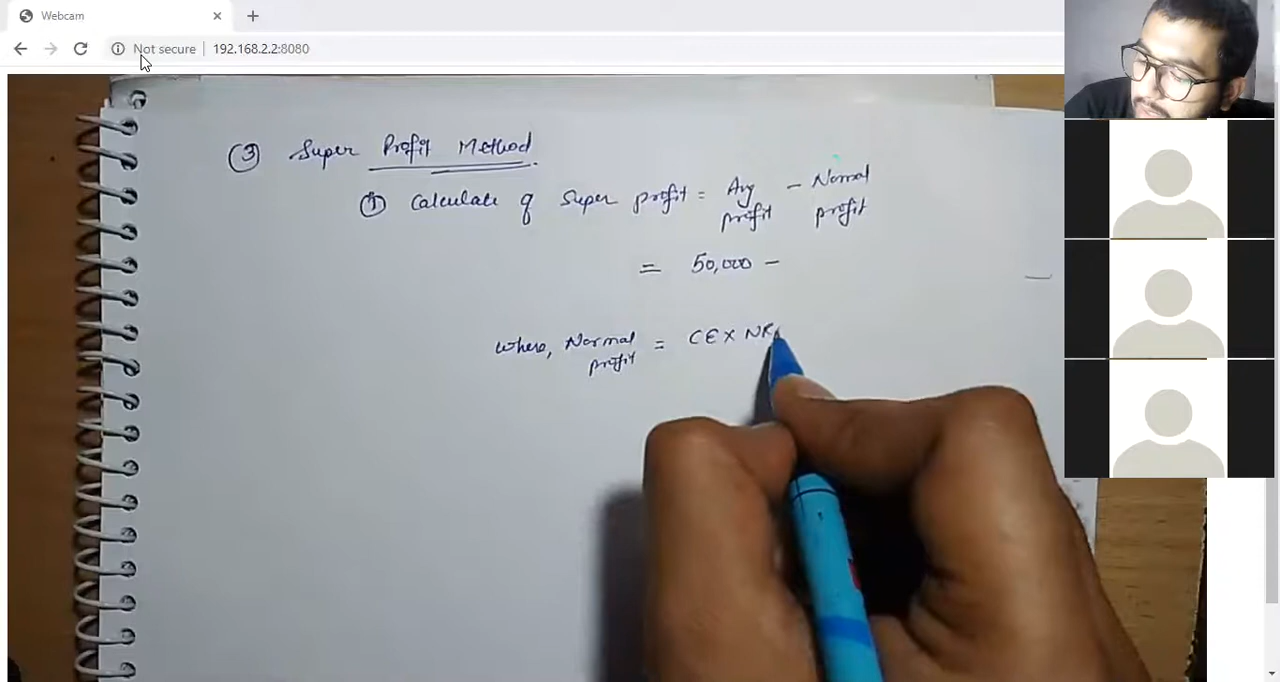 Webcam
Not secure 192.168.2.2:8080
(3) Super Profit Method
(1) Calculate of Super profit = Avg profit - Normal profit
= 50,000 -
where, Normal profit = CE X NR